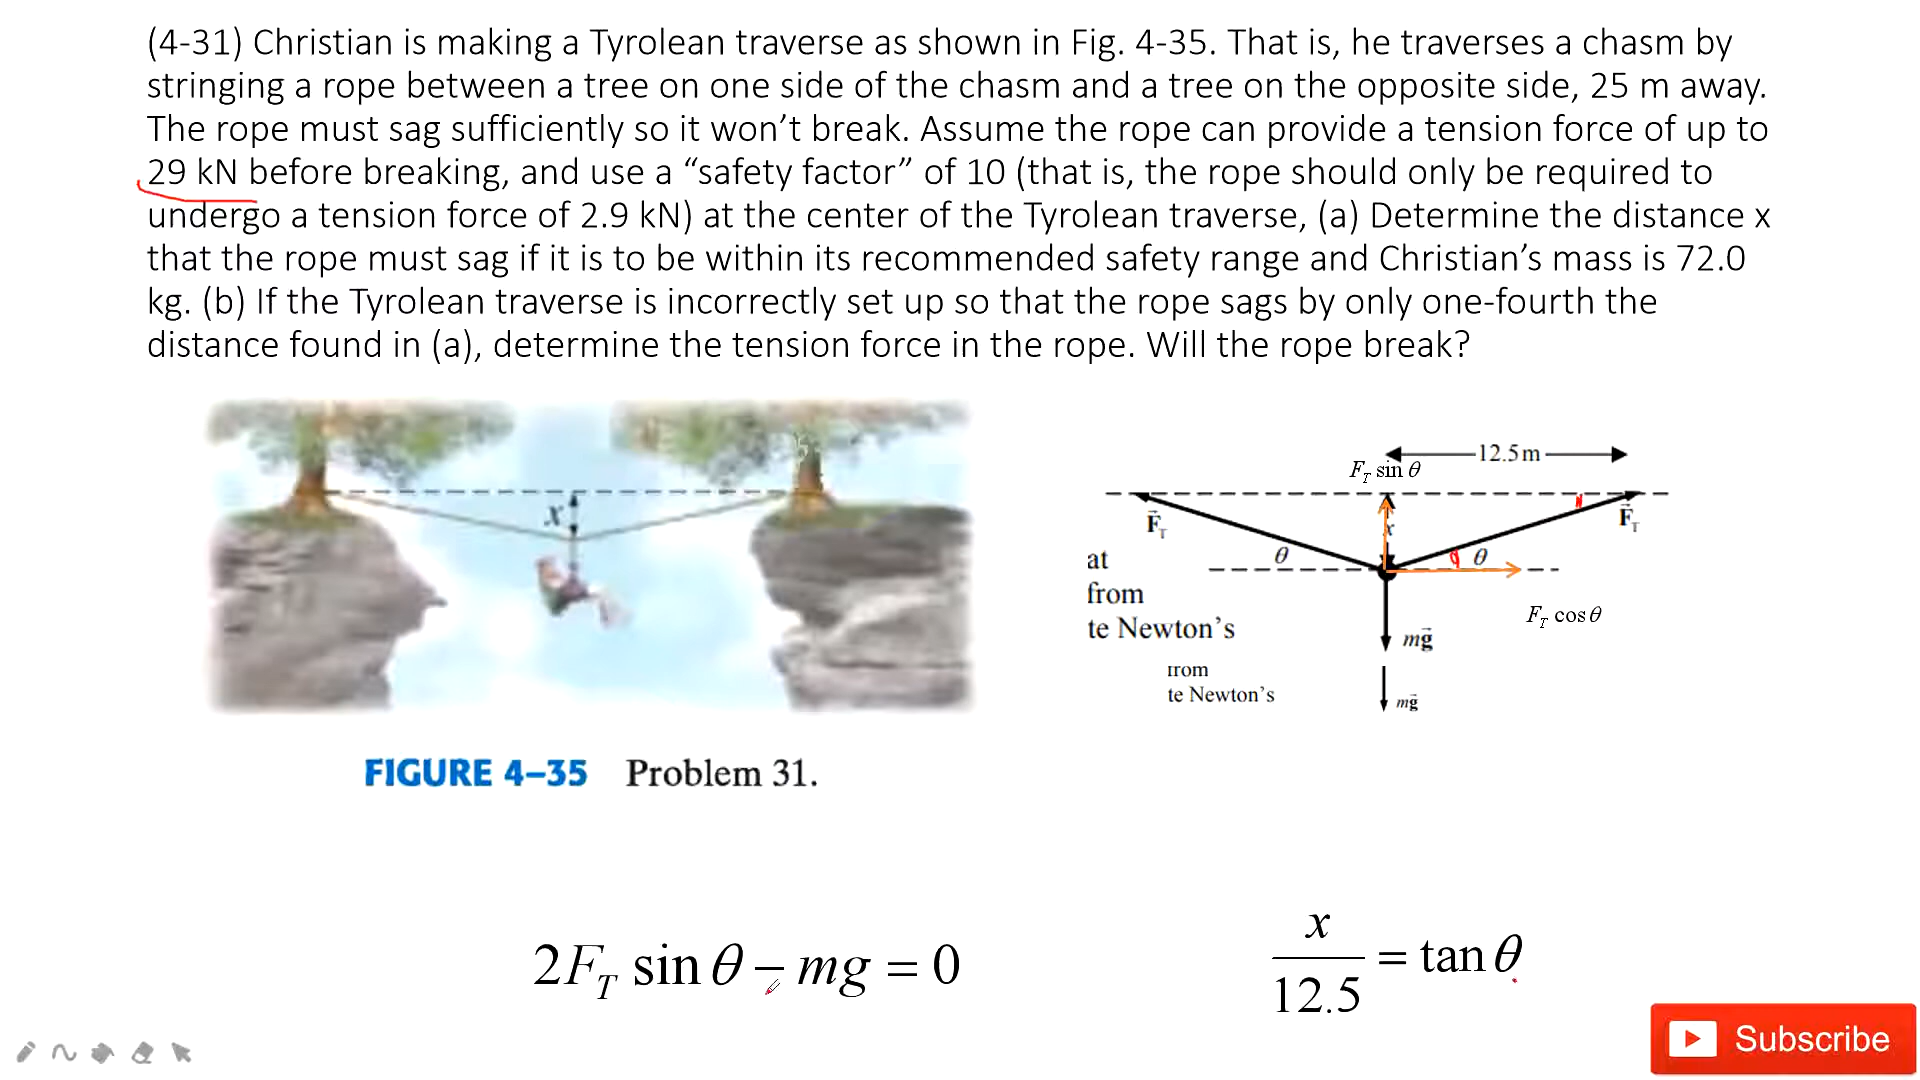 (4-31) Christian is making a Tyrolean traverse as shown in Fig. 4-35. That is, he traverses a chasm by
stringing a rope between a tree on one side of the chasm and a tree on the opposite side, 25 m away.
The rope must sag sufficiently so it won’t break. Assume the rope can provide a tension force of up to
29 kN before breaking, and use a “safety factor” of 10 (that is, the rope should only be required to
undergo a tension force of 2.9 kN) at the center of the Tyrolean traverse, (a) Determine the distance x
that the rope must sag if it is to be within its recommended safety range and Christian’s mass is 72.0
kg. (b) If the Tyrolean traverse is incorrectly set up so that the rope sags by only one-fourth the
distance found in (a), determine the tension force in the rope. Will the rope break?
x
FIGURE 4–35 Problem 31.
12.5 m
F_T sin θ
F⃗_T
F⃗_T
x
θ
θ
at
from
te Newton’s
F_T cos θ
mg⃗
from
te Newton’s
mg⃗
2F_T sin θ − mg = 0
x
12.5
= tan θ
Subscribe